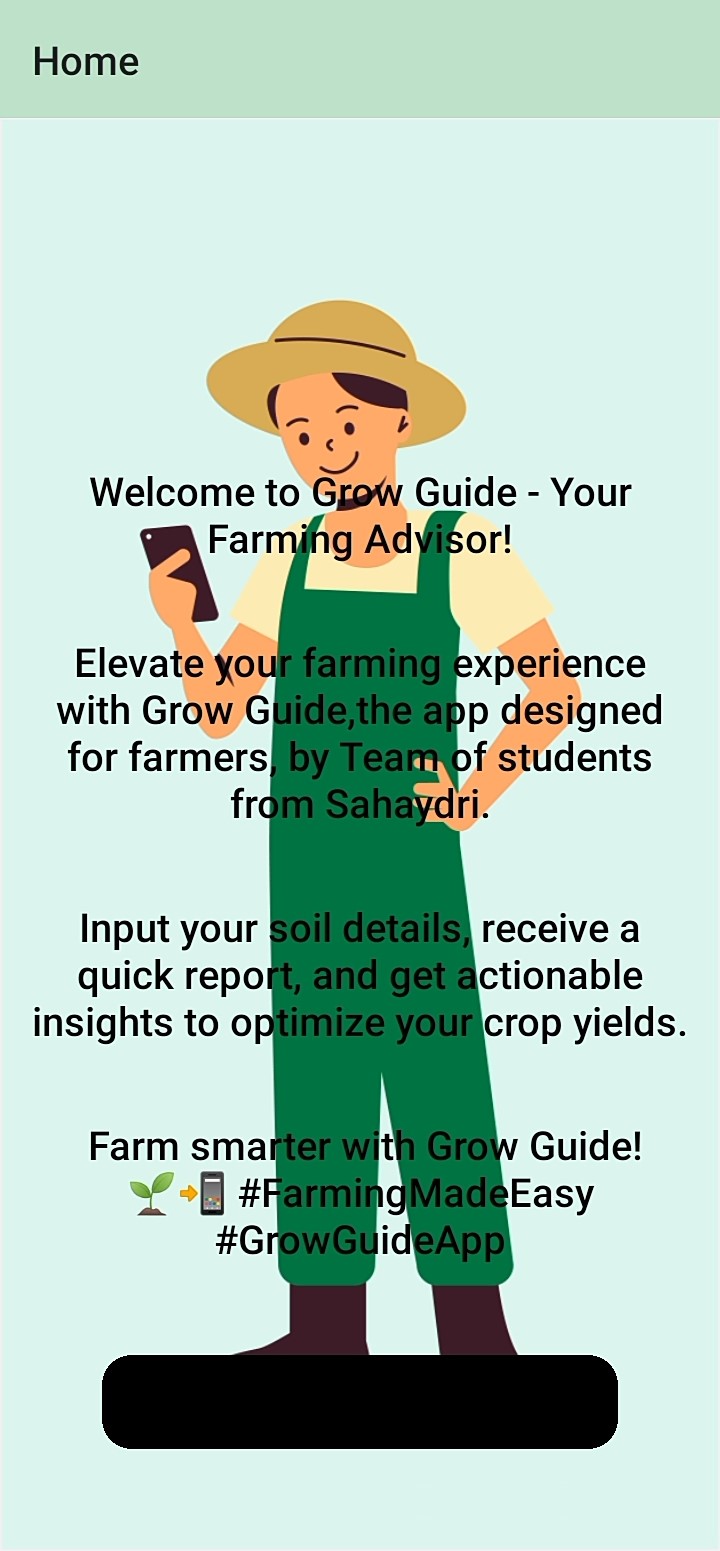 Home
Welcome to Grow Guide - Your
Farming Advisor!
Elevate your farming experience
with Grow Guide,the app designed
for farmers, by Team of students
from Sahaydri.
Input your soil details, receive a
quick report, and get actionable
insights to optimize your crop yields.
Farm smarter with Grow Guide!
🌱➡️📱 #FarmingMadeEasy
#GrowGuideApp